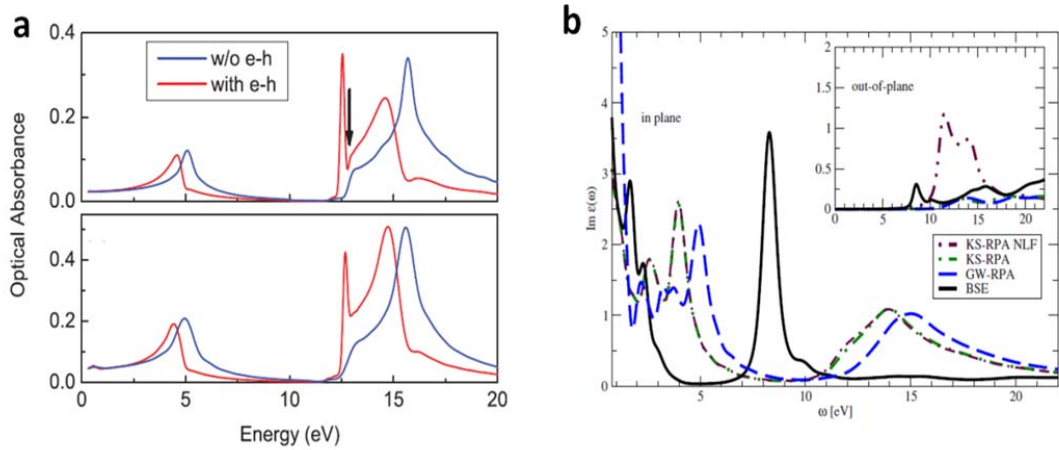 a
0.4
0.2
0.0
w/o e-h
with e-h
0.4
0.2
0.0
0 5 10 15 20
Optical Absorbance
Energy (eV)
b
5
4
3
2
1
0
Im ε(ω)
in plane
5 10 15 20
ω [eV]
2
1.5
1
0.5
0
out-of-plane
0 5 10 15 20
KS-RPA NLF
KS-RPA
GW-RPA
BSE